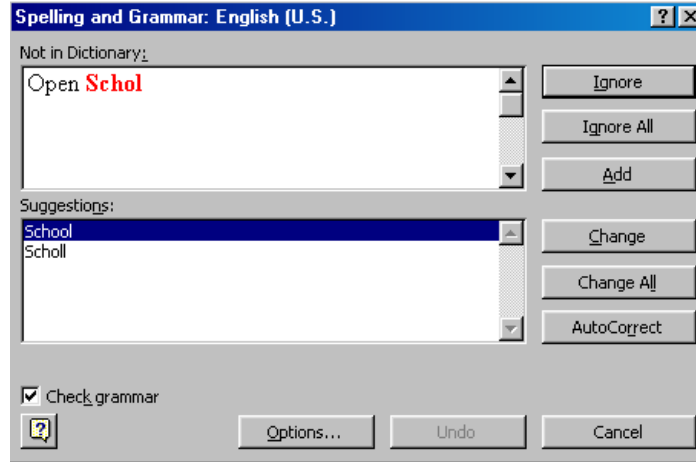 Spelling and Grammar: English (U.S.)
Not in Dictionary:
Open Schol
Ignore
Ignore All
Add
Suggestions:
School
Scholl
Change
Change All
AutoCorrect
Check grammar
Options...
Undo
Cancel